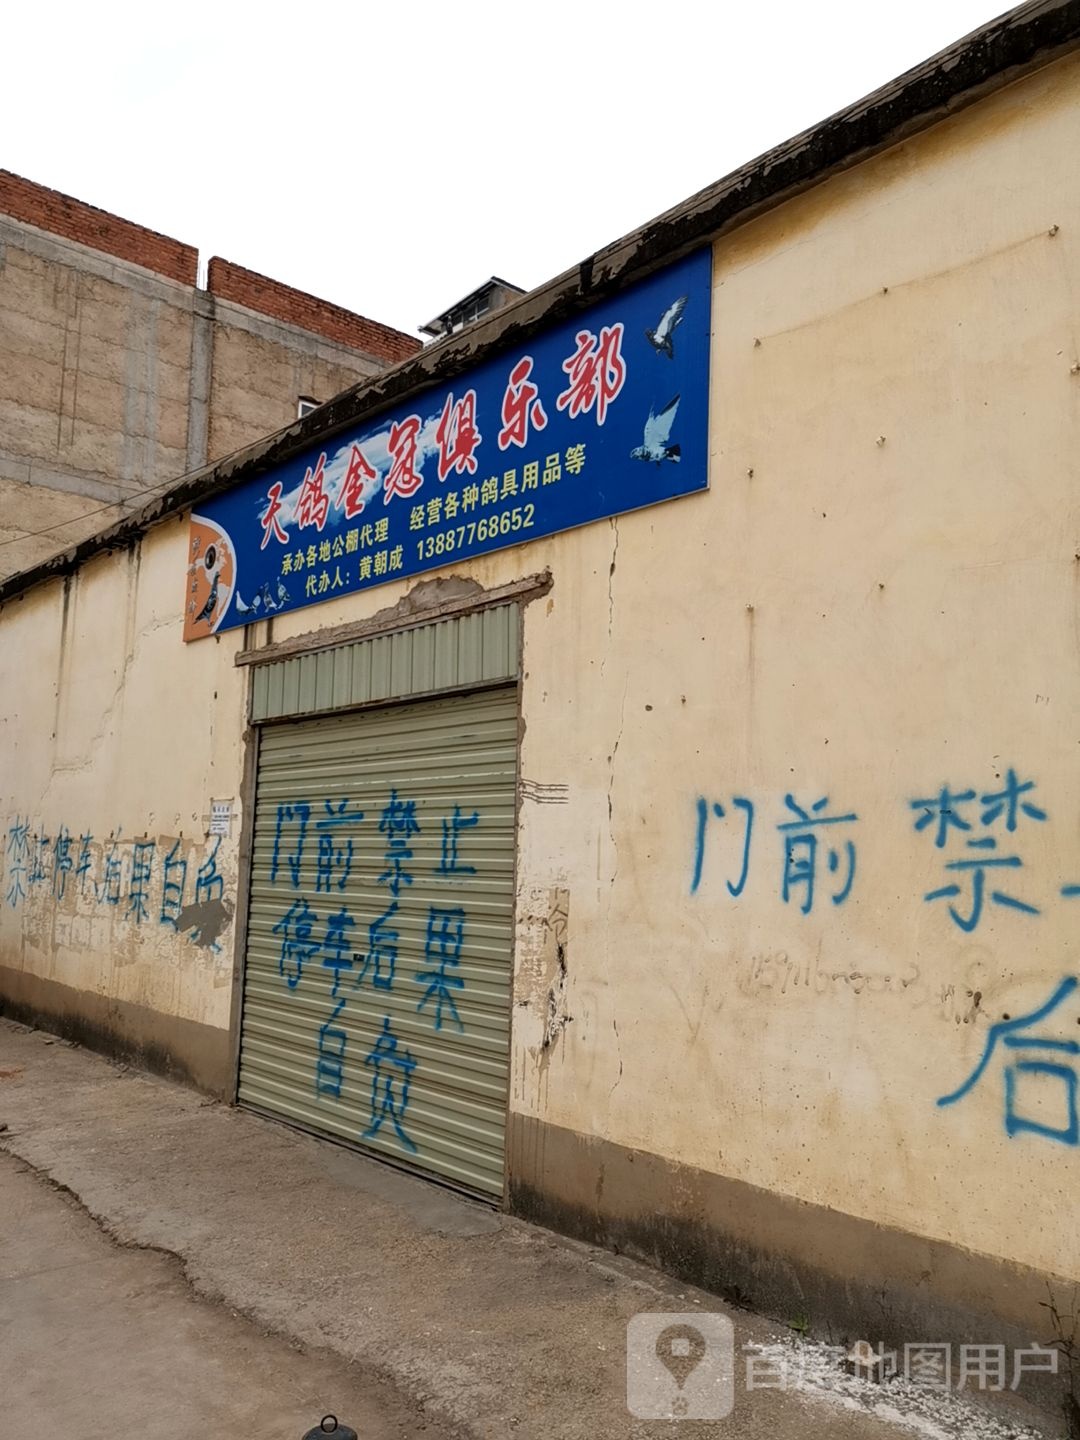 天鸽金冠俱乐部
承办各地公棚代理 经营各种鸽具用品等
代办人：黄朝成 13887768652
禁止停车后果自负
门前禁止
停车后果
自负
门前禁
后
百度地图用户